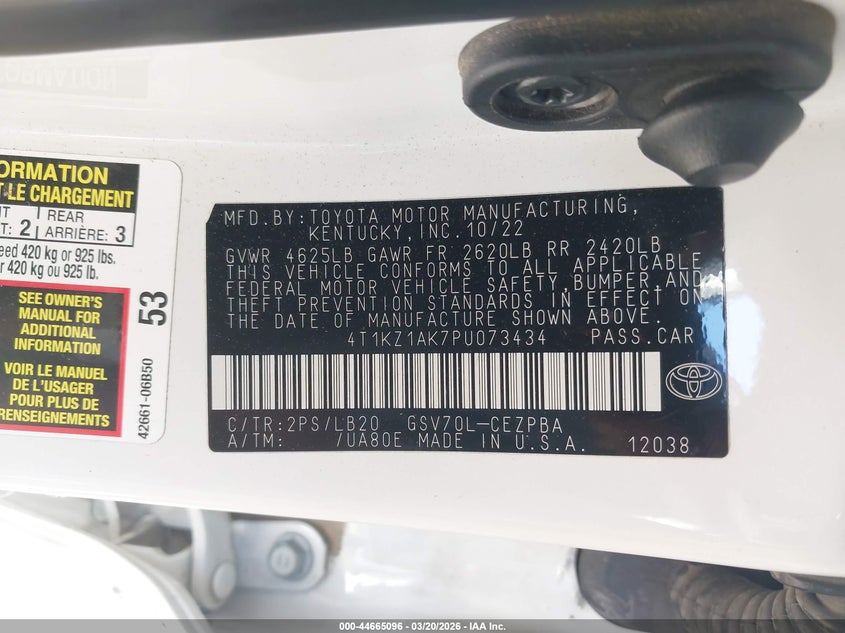 ORMATION
T LE CHARGEMENT
NT
REAR
T: 2
ARRIÈRE: 3
eed 420 kg or 925 lbs.
r 420 kg ou 925 lb.
SEE OWNER'S
MANUAL FOR
ADDITIONAL
INFORMATION
VOIR LE MANUEL
DE L'USAGER
POUR PLUS DE
RENSEIGNEMENTS
53
42661-06B50
MFD.BY:TOYOTA MOTOR MANUFACTURING,
KENTUCKY,INC.10/22
GVWR 4625LB GAWR FR 2620LB RR 2420LB
THIS VEHICLE CONFORMS TO ALL APPLICABLE
FEDERAL MOTOR VEHICLE SAFETY,BUMPER,AND
THEFT PREVENTION STANDARDS IN EFFECT ON
THE DATE OF MANUFACTURE SHOWN ABOVE.
4T1KZ1AK7PU073434 PASS.CAR
C/TR:2PS/LB20 GSV70L-CEZPBA
A/TM: /UA80E MADE IN U.S.A. 12038
000-44665096 - 03/20/2026 - IAA Inc.